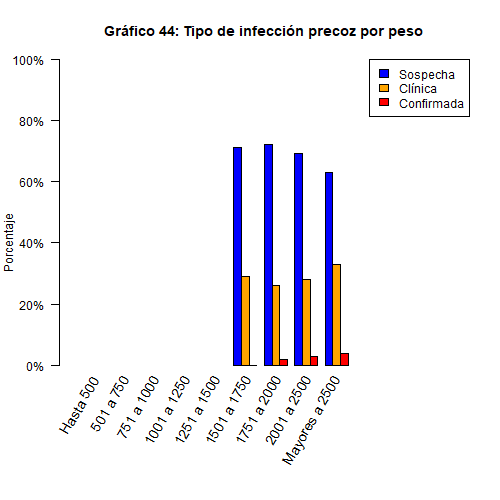 Gráfico 44: Tipo de infección precoz por peso
Sospecha
Clínica
Confirmada
Porcentaje
100%
80%
60%
40%
20%
0%
Hasta 500
501 a 750
751 a 1000
1001 a 1250
1251 a 1500
1501 a 1750
1751 a 2000
2001 a 2500
Mayores a 2500